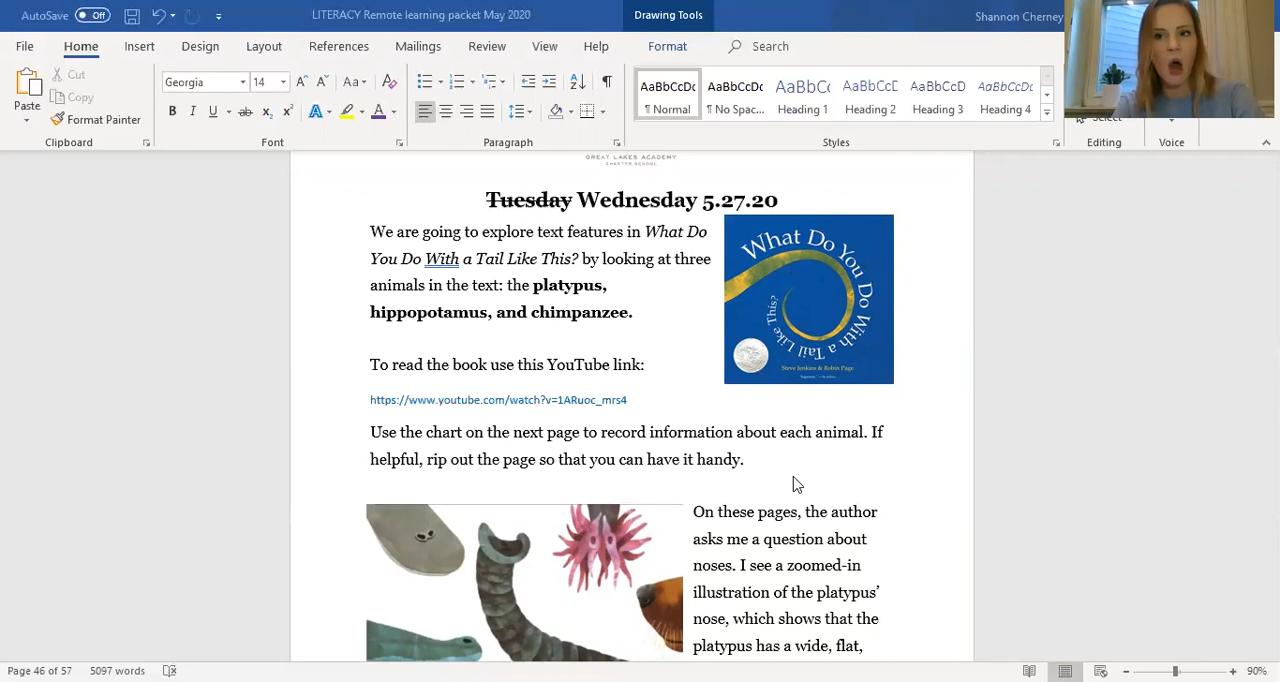 AutoSave Off LITERACY Remote learning packet May 2020 Drawing Tools Shannon Cherney
File Home Insert Design Layout References Mailings Review View Help Format Search
Paste
Cut
Copy
Format Painter
Clipboard
Georgia 14
Font
Paragraph
AaBbCcDc AaBbCcDc AaBbCc AaBbCcD AaBbCcD AaBbCcDc
¶ Normal ¶ No Spac... Heading 1 Heading 2 Heading 3 Heading 4
Styles
Select
Editing
Voice
GREAT LAKES ACADEMY
CHARTER SCHOOL
Tuesday Wednesday 5.27.20
We are going to explore text features in What Do
You Do With a Tail Like This? by looking at three
animals in the text: the platypus,
hippopotamus, and chimpanzee.
To read the book use this YouTube link:
https://www.youtube.com/watch?v=1ARuoc_mrs4
What Do You Do With a Tail Like This?
Steve Jenkins & Robin Page
Use the chart on the next page to record information about each animal. If
helpful, rip out the page so that you can have it handy.
On these pages, the author
asks me a question about
noses. I see a zoomed-in
illustration of the platypus’
nose, which shows that the
platypus has a wide, flat,
Page 46 of 57 5097 words 90%